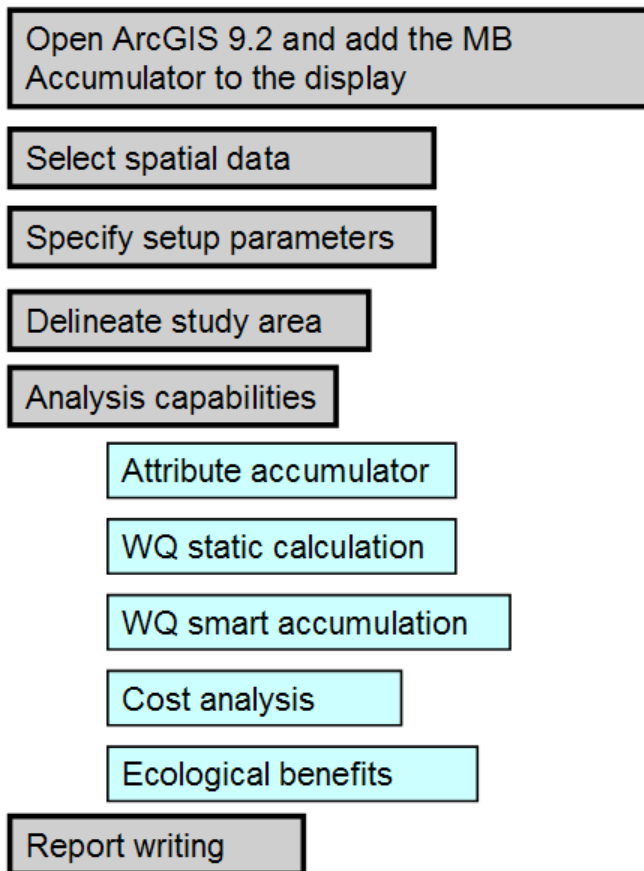 Open ArcGIS 9.2 and add the MB
Accumulator to the display
Select spatial data
Specify setup parameters
Delineate study area
Analysis capabilities
Attribute accumulator
WQ static calculation
WQ smart accumulation
Cost analysis
Ecological benefits
Report writing